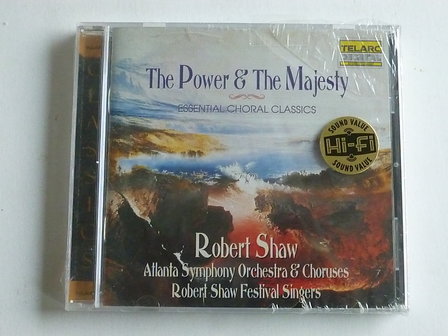 TELARC
DIGITAL
The Power & The Majesty
ESSENTIAL CHORAL CLASSICS
SOUND VALUE
Hi-Fi
SOUND VALUE
Robert Shaw
Atlanta Symphony Orchestra & Choruses
Robert Shaw Festival Singers